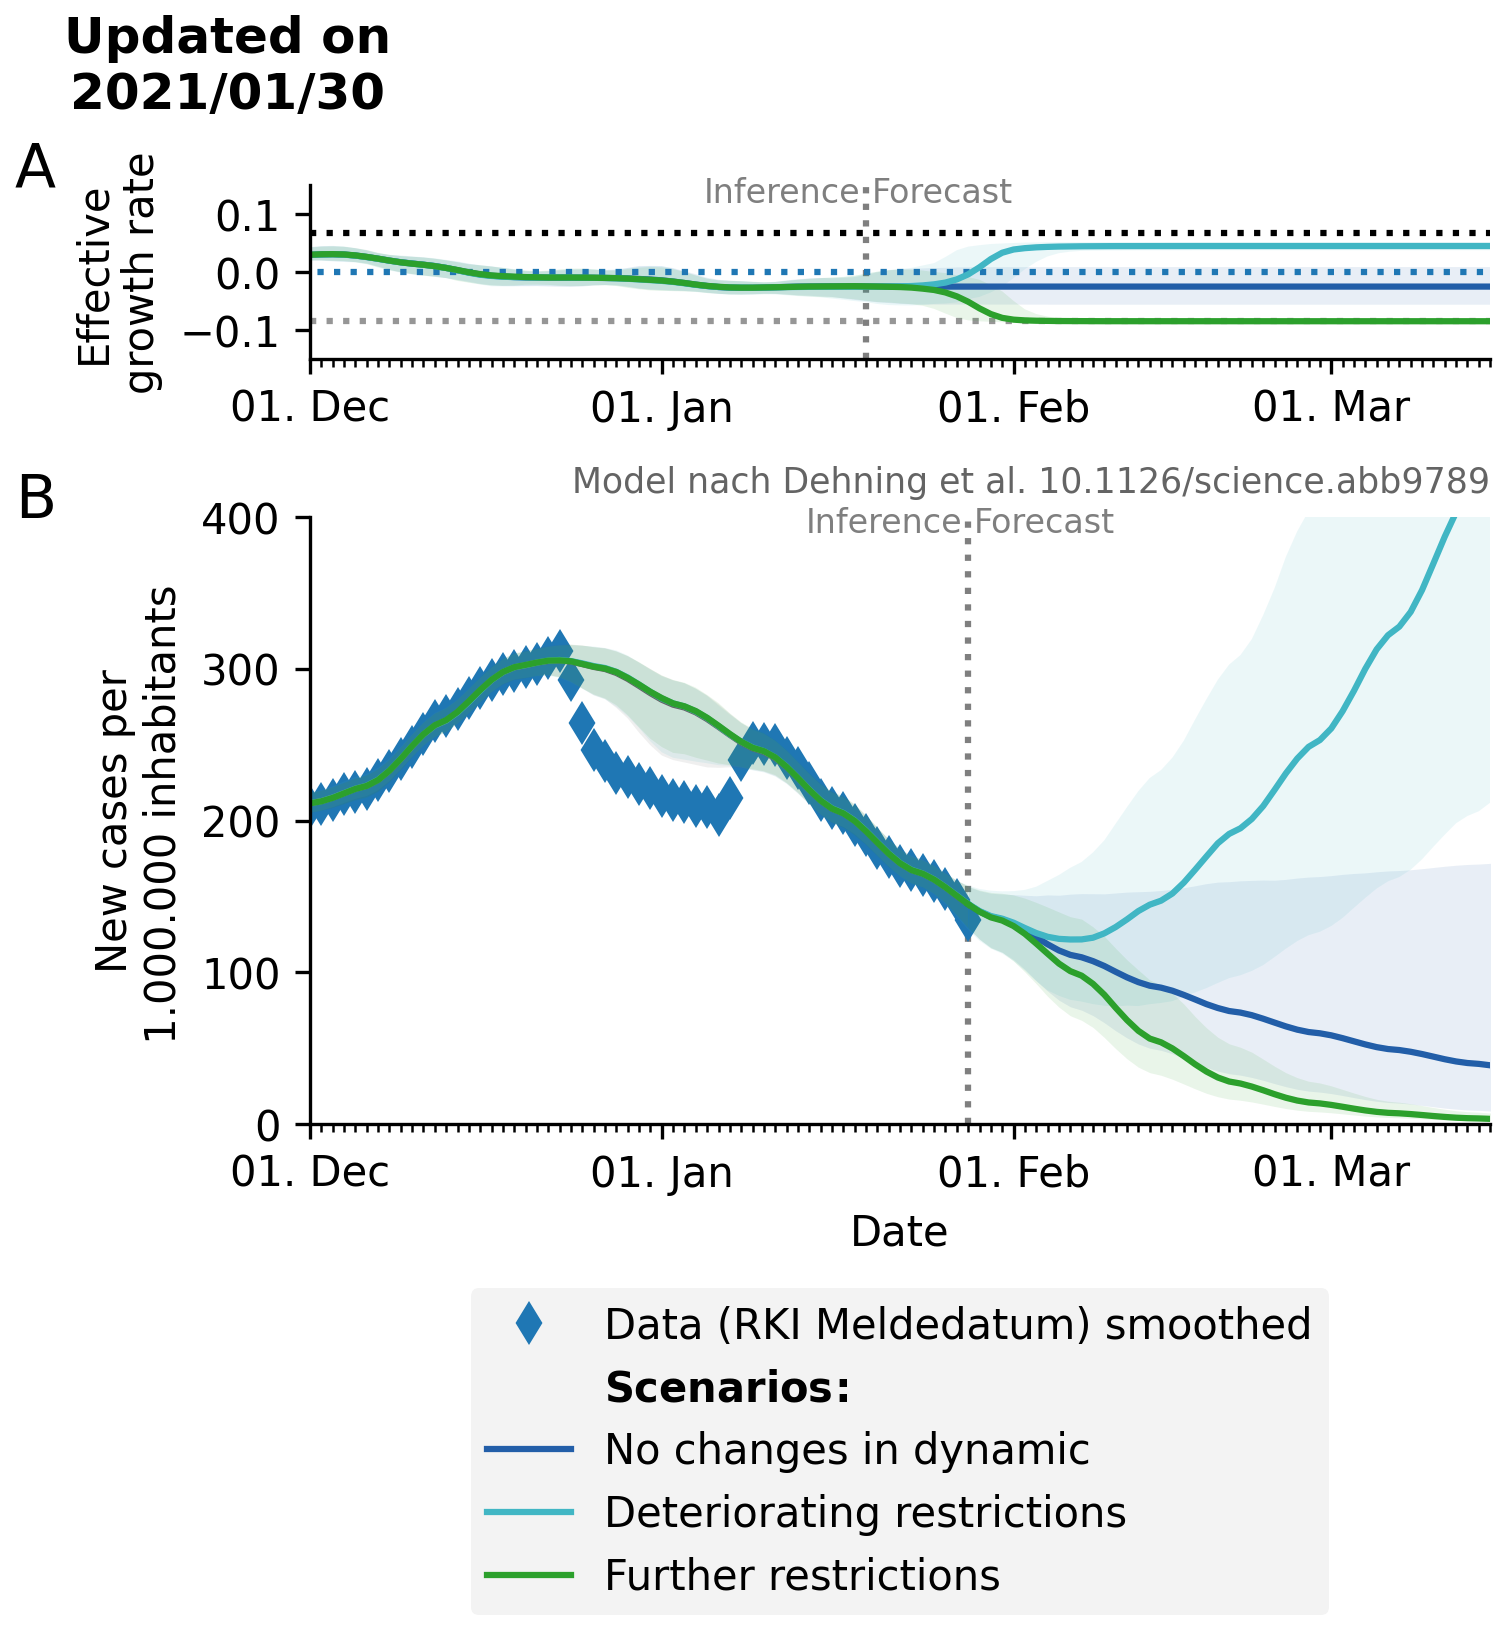 Updated on
2021/01/30
A
Effective
growth rate
Inference Forecast
0.1
0.0
−0.1
01. Dec 01. Jan 01. Feb 01. Mar
B
Model nach Dehning et al. 10.1126/science.abb9789
Inference Forecast
New cases per
1.000.000 inhabitants
400
300
200
100
0
01. Dec 01. Jan 01. Feb 01. Mar
Date
Data (RKI Meldedatum) smoothed
Scenarios:
No changes in dynamic
Deteriorating restrictions
Further restrictions